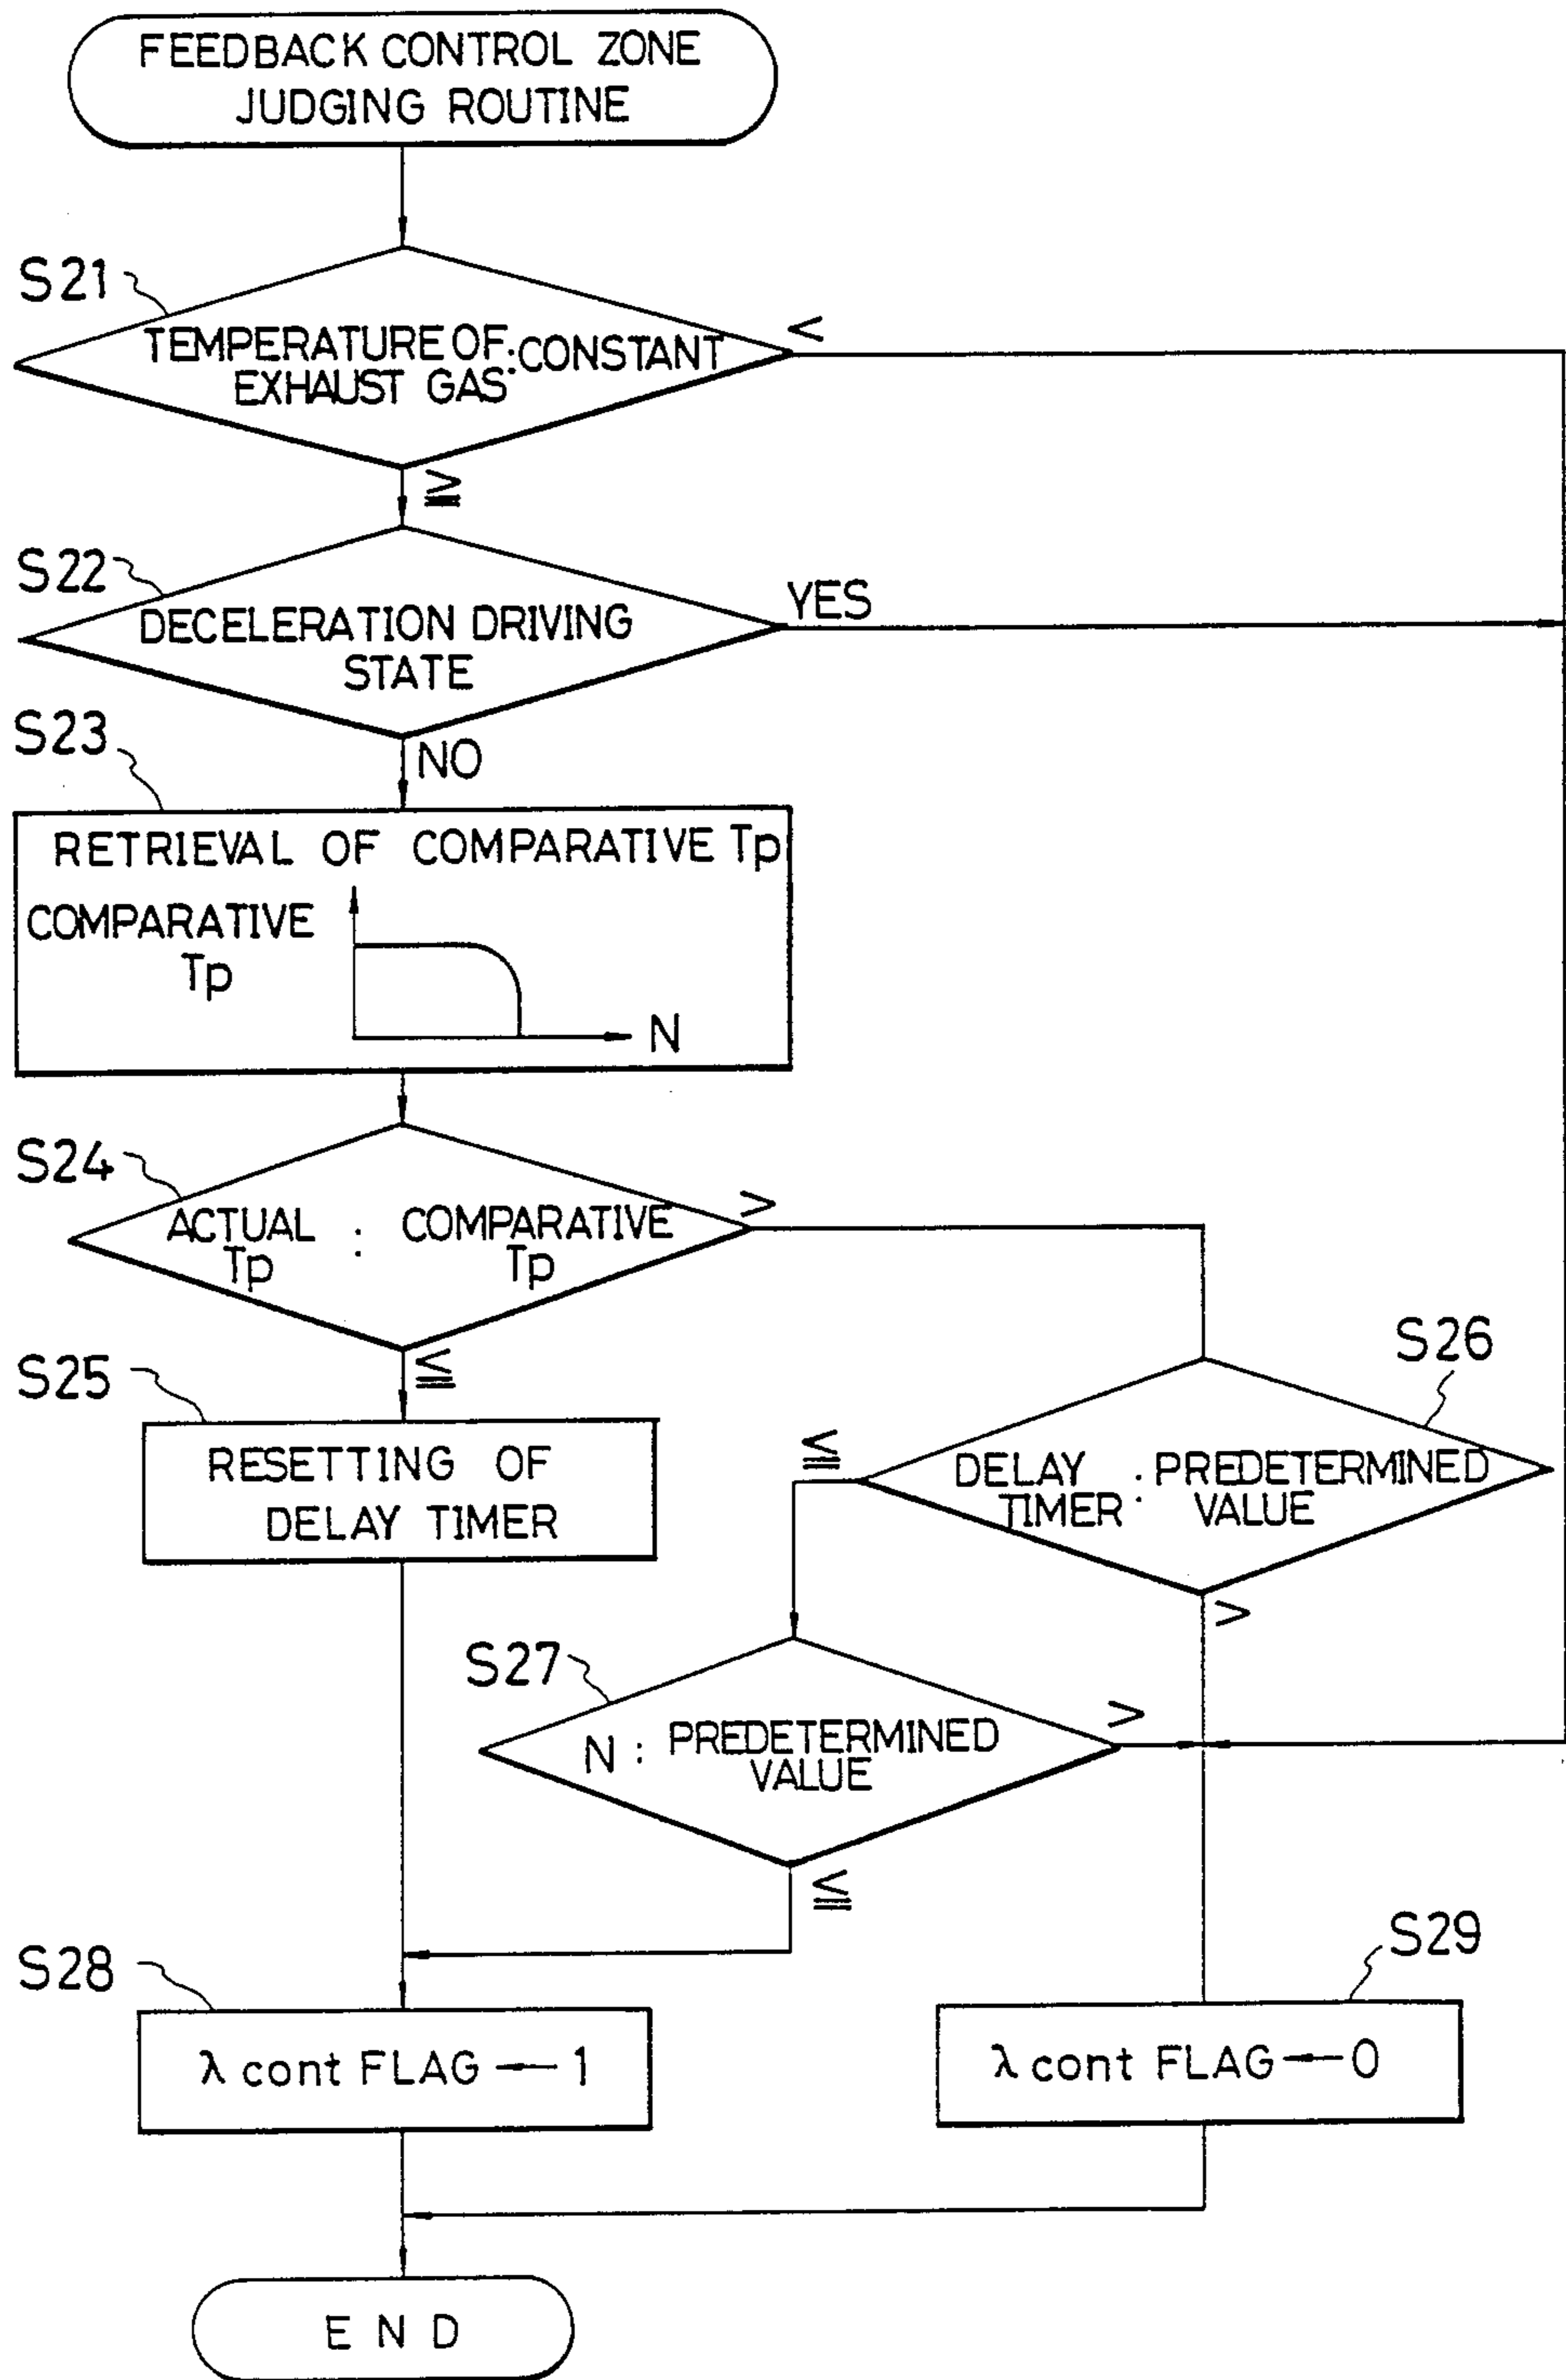 FEEDBACK CONTROL ZONE
JUDGING ROUTINE
S21
TEMPERATURE OF : CONSTANT
EXHAUST GAS
<
≧
S22
DECELERATION DRIVING
STATE
YES
NO
S23
RETRIEVAL OF COMPARATIVE Tp
COMPARATIVE
Tp
N
S24
ACTUAL : COMPARATIVE
Tp Tp
>
≦
S25
RESETTING OF
DELAY TIMER
S26
DELAY : PREDETERMINED
TIMER VALUE
≦
>
S27
N : PREDETERMINED
VALUE
>
≦
S28
λ cont FLAG ← 1
S29
λ cont FLAG ← 0
END